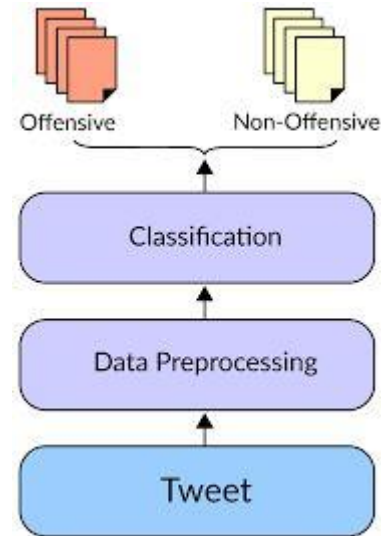 Offensive
Non-Offensive
Classification
Data Preprocessing
Tweet